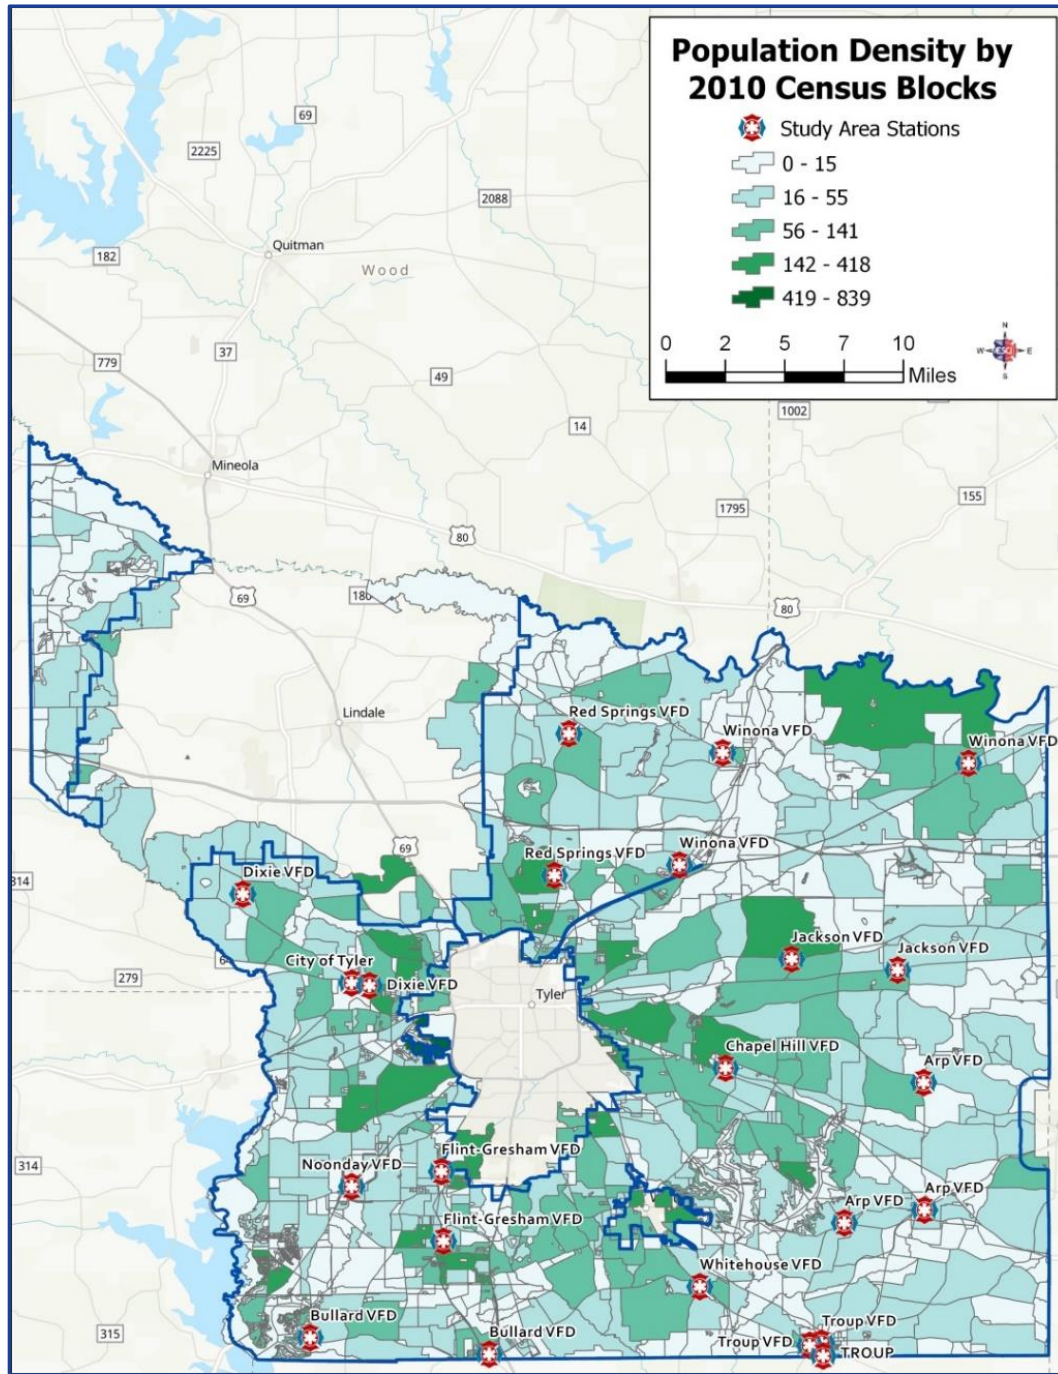 Population Density by
2010 Census Blocks
Study Area Stations
0 - 15
16 - 55
56 - 141
142 - 418
419 - 839
0 2 5 7 10
Miles
N
W E
S
69
2225
2088
182
Quitman
Wood
37
779
49
1002
14
Mineola
155
1795
80
69
80
Lindale
Red Springs VFD
Winona VFD
Winona VFD
69
Red Springs VFD
Winona VFD
314
Dixie VFD
Jackson VFD
Jackson VFD
City of Tyler
279
Dixie VFD
Tyler
Chapel Hill VFD
Arp VFD
314
Flint-Gresham VFD
Noonday VFD
Arp VFD
Arp VFD
Flint-Gresham VFD
Whitehouse VFD
315
Bullard VFD
Bullard VFD
Troup VFD
Troup VFD
TROUP